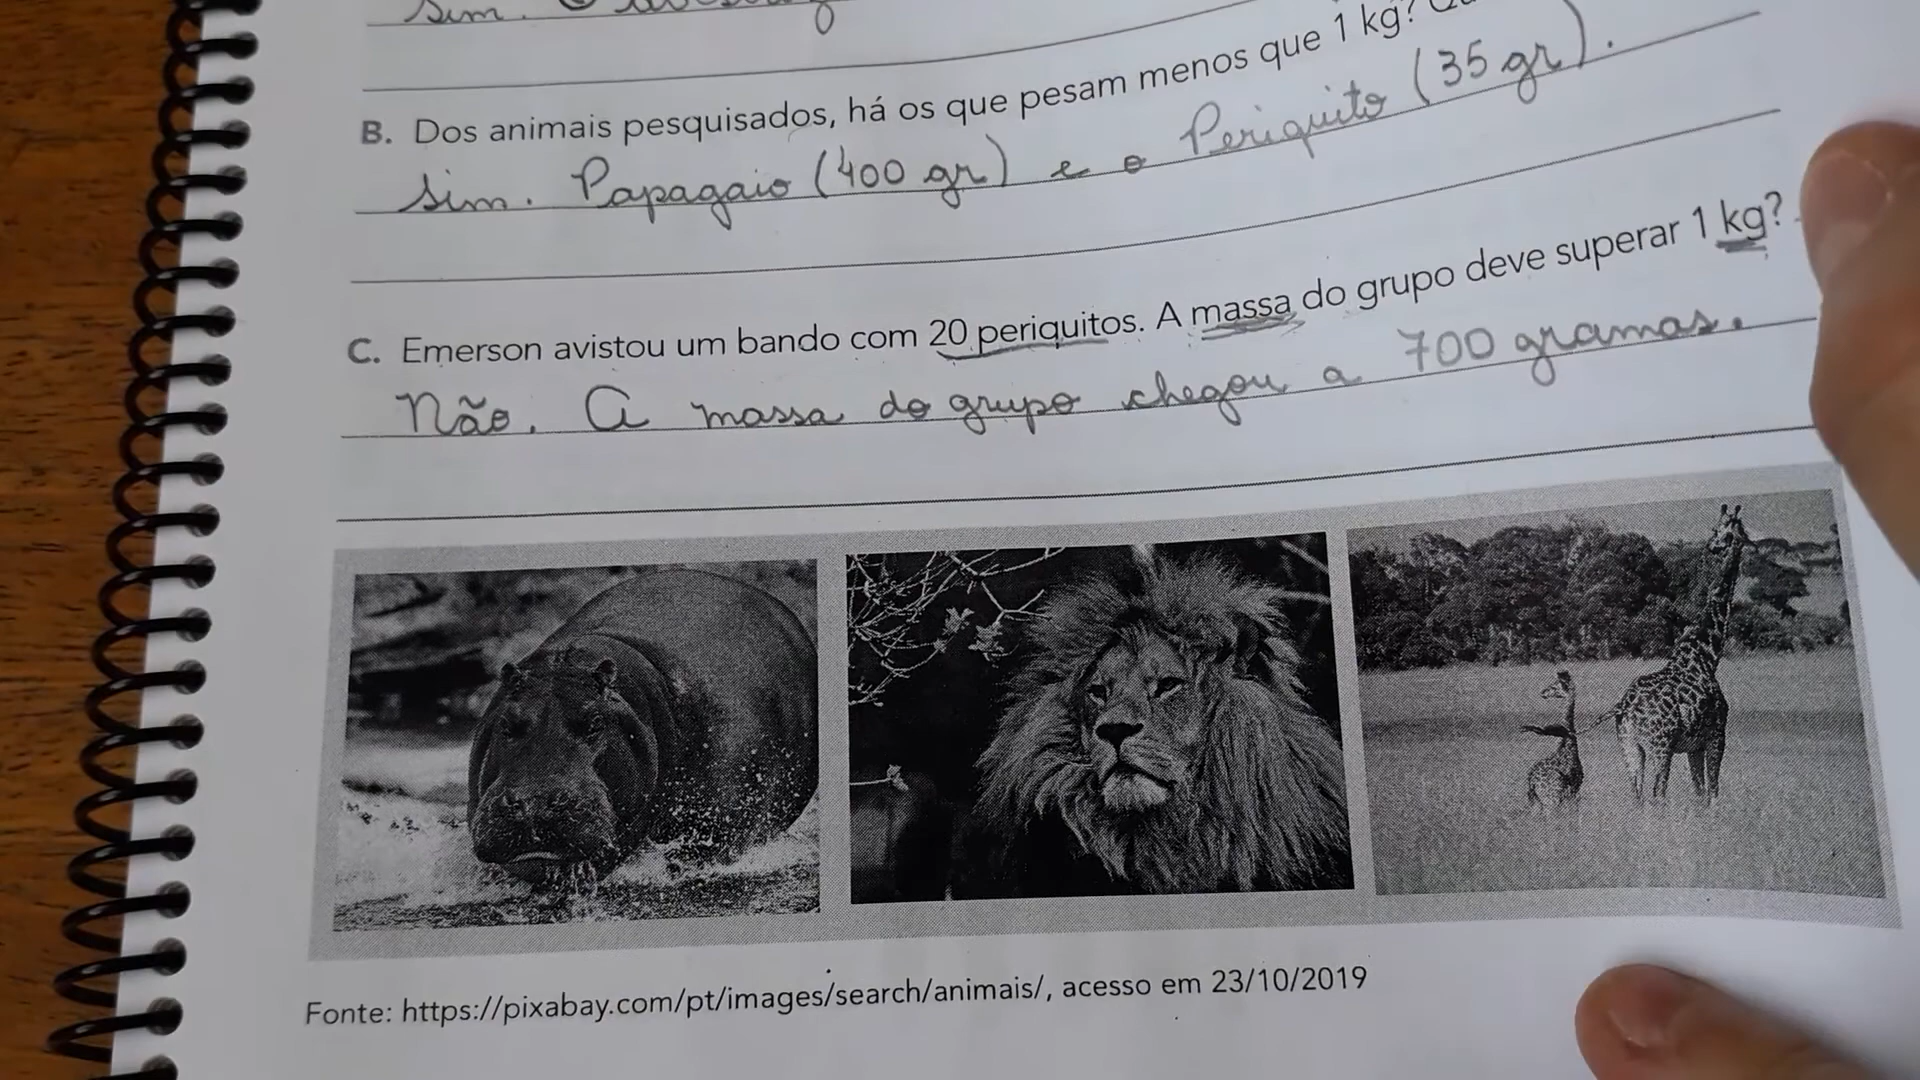 Sim. O
B. Dos animais pesquisados, há os que pesam menos que 1 kg?
Sim. Papagaio (400 gr) e o Periquito (35 gr).
C. Emerson avistou um bando com 20 periquitos. A massa do grupo deve superar 1 kg?
Não. A massa do grupo chegou a 700 gramas.
Fonte: https://pixabay.com/pt/images/search/animais/, acesso em 23/10/2019